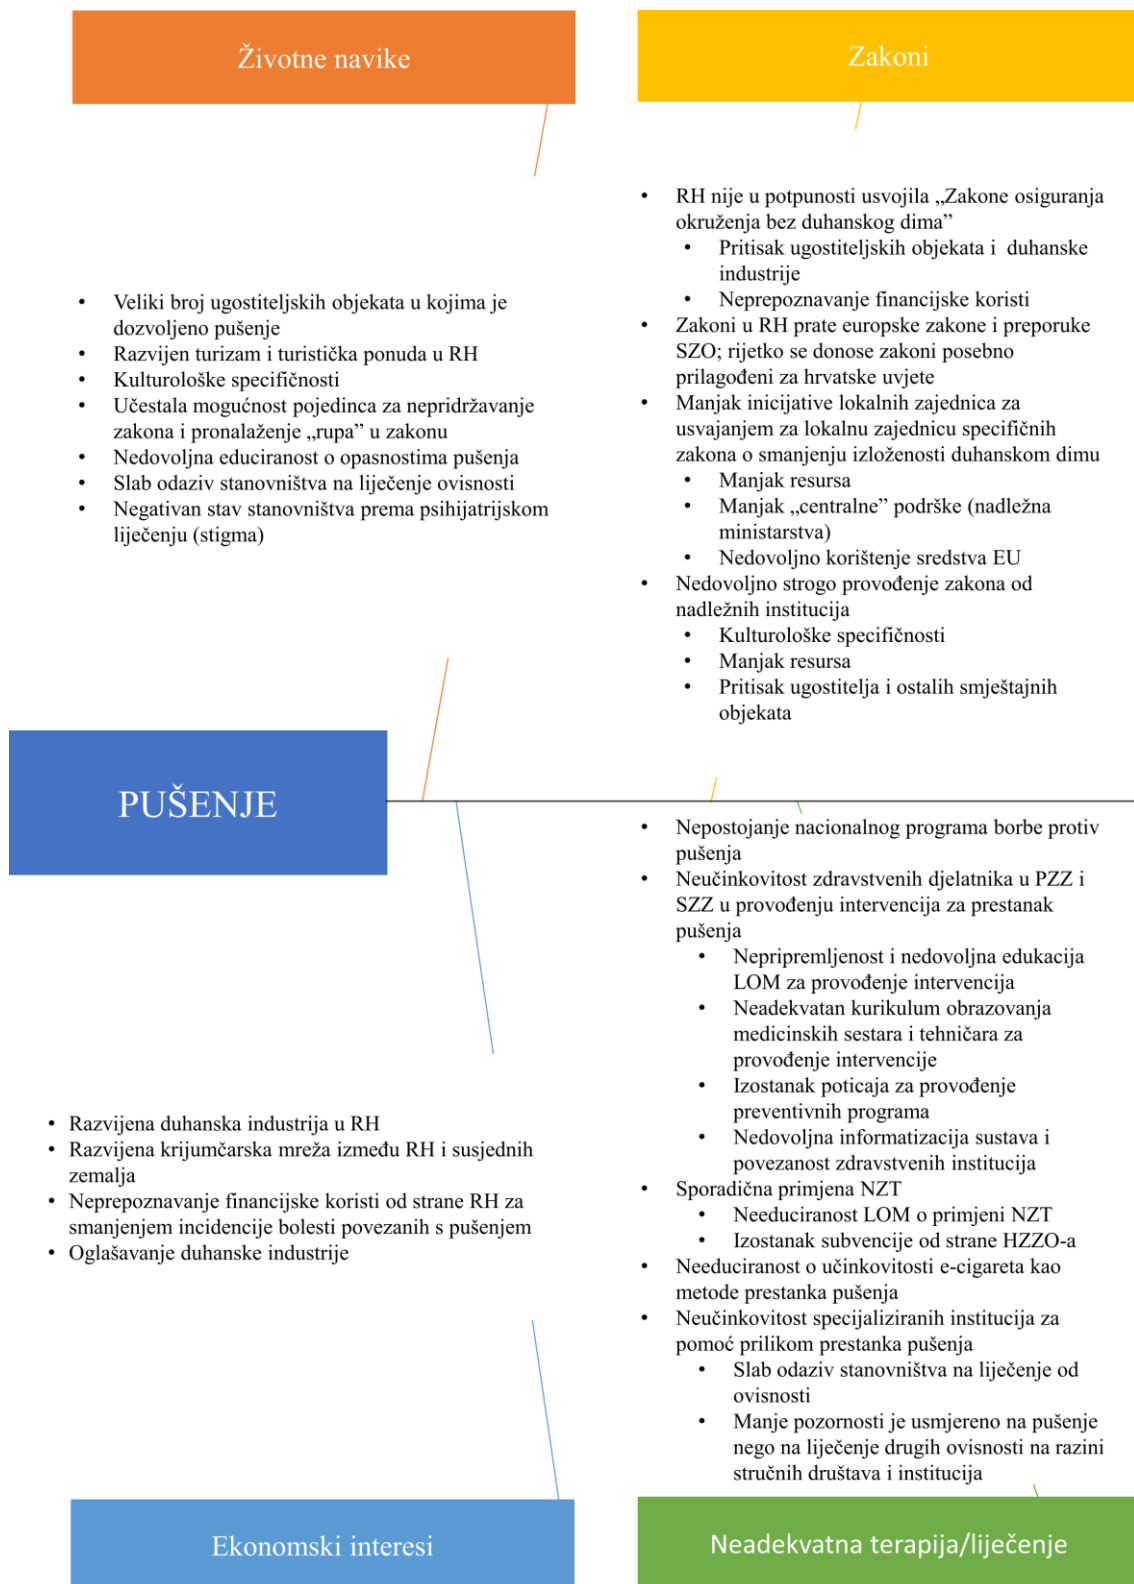 Životne navike
Zakoni
• Veliki broj ugostiteljskih objekata u kojima je
dozvoljeno pušenje
• Razvijen turizam i turistička ponuda u RH
• Kulturološke specifičnosti
• Učestala mogućnost pojedinca za nepridržavanje
zakona i pronalaženje „rupa” u zakonu
• Nedovoljna educiranost o opasnostima pušenja
• Slab odaziv stanovništva na liječenje ovisnosti
• Negativan stav stanovništva prema psihijatrijskom
liječenju (stigma)
• RH nije u potpunosti usvojila „Zakone osiguranja
okruženja bez duhanskog dima”
• Pritisak ugostiteljskih objekata i duhanske
industrije
• Neprepoznavanje financijske koristi
• Zakoni u RH prate europske zakone i preporuke
SZO; rijetko se donose zakoni posebno
prilagođeni za hrvatske uvjete
• Manjak inicijative lokalnih zajednica za
usvajanjem za lokalnu zajednicu specifičnih
zakona o smanjenju izloženosti duhanskom dimu
• Manjak resursa
• Manjak „centralne” podrške (nadležna
ministarstva)
• Nedovoljno korištenje sredstva EU
• Nedovoljno strogo provođenje zakona od
nadležnih institucija
• Kulturološke specifičnosti
• Manjak resursa
• Pritisak ugostitelja i ostalih smještajnih
objekata
PUŠENJE
• Razvijena duhanska industrija u RH
• Razvijena krijumčarska mreža između RH i susjednih
zemalja
• Neprepoznavanje financijske koristi od strane RH za
smanjenjem incidencije bolesti povezanih s pušenjem
• Oglašavanje duhanske industrije
• Nepostojanje nacionalnog programa borbe protiv
pušenja
• Neučinkovitost zdravstvenih djelatnika u PZZ i
SZZ u provođenju intervencija za prestanak
pušenja
• Nepripremljenost i nedovoljna edukacija
LOM za provođenje intervencija
• Neadekvatan kurikulum obrazovanja
medicinskih sestara i tehničara za
provođenje intervencije
• Izostanak poticaja za provođenje
preventivnih programa
• Nedovoljna informatizacija sustava i
povezanost zdravstvenih institucija
• Sporadična primjena NZT
• Needuciranost LOM o primjeni NZT
• Izostanak subvencije od strane HZZO-a
• Needuciranost o učinkovitosti e-cigareta kao
metode prestanka pušenja
• Neučinkovitost specijaliziranih institucija za
pomoć prilikom prestanka pušenja
• Slab odaziv stanovništva na liječenje od
ovisnosti
• Manje pozornosti je usmjereno na pušenje
nego na liječenje drugih ovisnosti na razini
stručnih društava i institucija
Ekonomski interesi
Neadekvatna terapija/liječenje